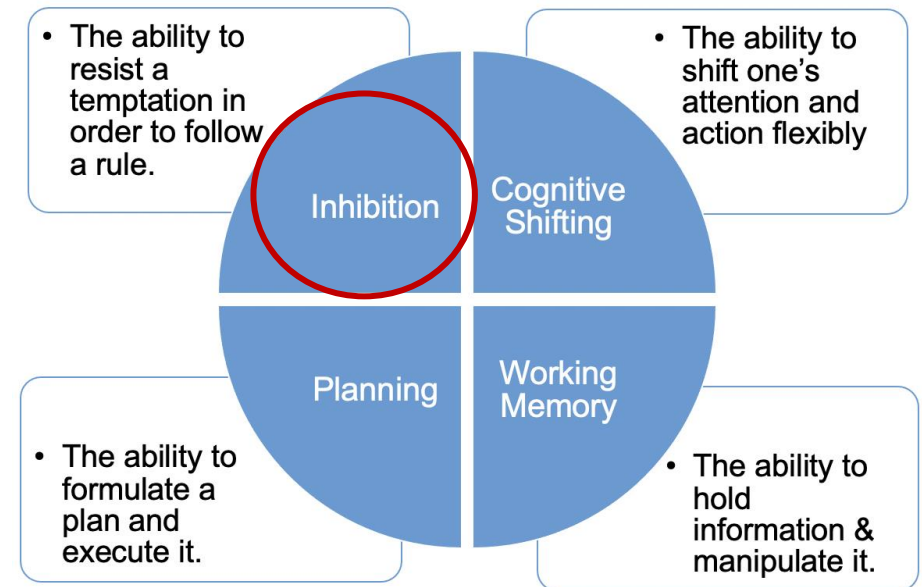 • The ability to
resist a
temptation in
order to follow
a rule.
• The ability to
shift one’s
attention and
action flexibly
Inhibition
Cognitive
Shifting
Planning
Working
Memory
• The ability to
formulate a
plan and
execute it.
• The ability to
hold
information &
manipulate it.